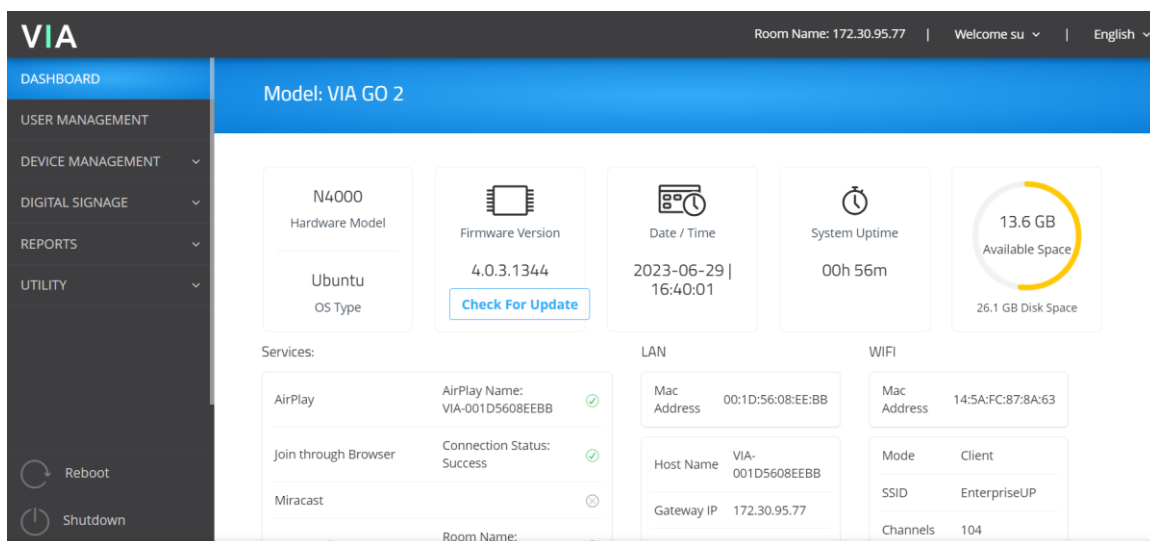 VIA
Room Name: 172.30.95.77 | Welcome su | English
DASHBOARD
USER MANAGEMENT
DEVICE MANAGEMENT
DIGITAL SIGNAGE
REPORTS
UTILITY
Reboot
Shutdown
Model: VIA GO 2
N4000
Hardware Model
Ubuntu
OS Type
Firmware Version
4.0.3.1344
Check For Update
Date / Time
2023-06-29 |
16:40:01
System Uptime
00h 56m
13.6 GB
Available Space
26.1 GB Disk Space
Services:
AirPlay
AirPlay Name:
VIA-001D5608EEBB
Join through Browser
Connection Status:
Success
Miracast
Room Name:
LAN
Mac
Address
00:1D:56:08:EE:BB
Host Name
VIA-
001D5608EEBB
Gateway IP 172.30.95.77
WIFI
Mac
Address
14:5A:FC:87:8A:63
Mode Client
SSID EnterpriseUP
Channels 104